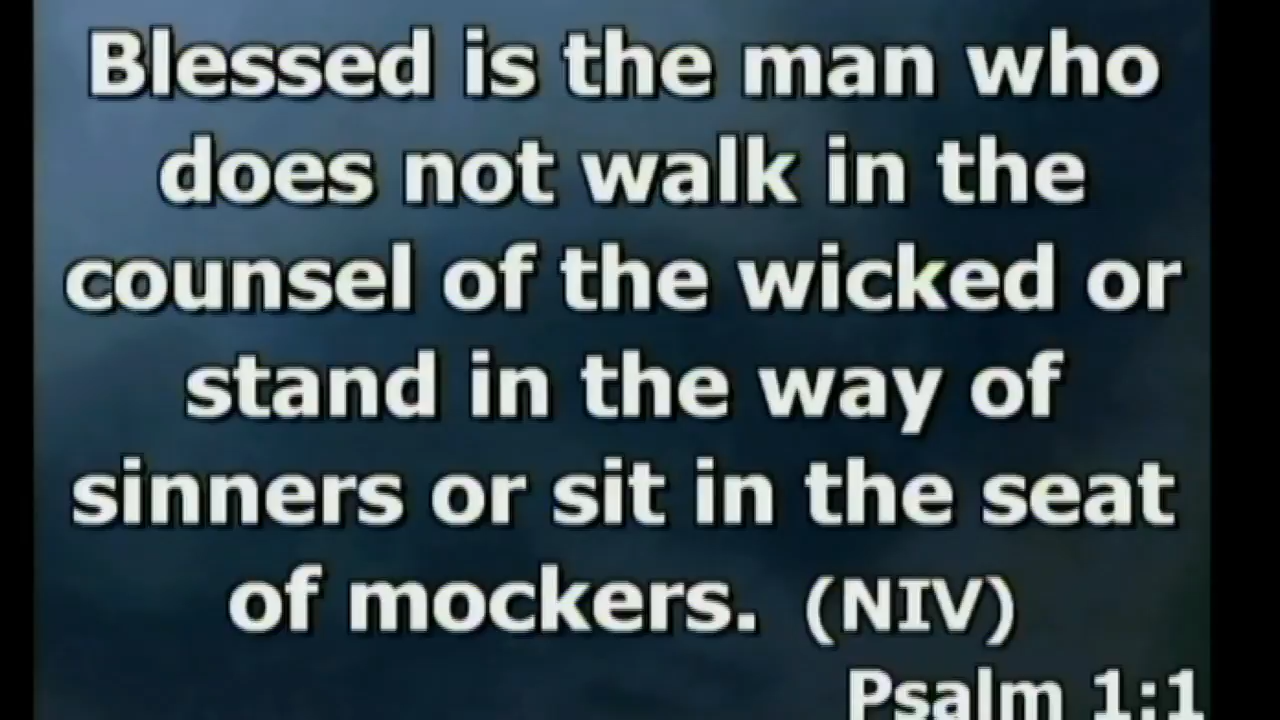 Blessed is the man who
does not walk in the
counsel of the wicked or
stand in the way of
sinners or sit in the seat
of mockers. (NIV)
Psalm 1:1